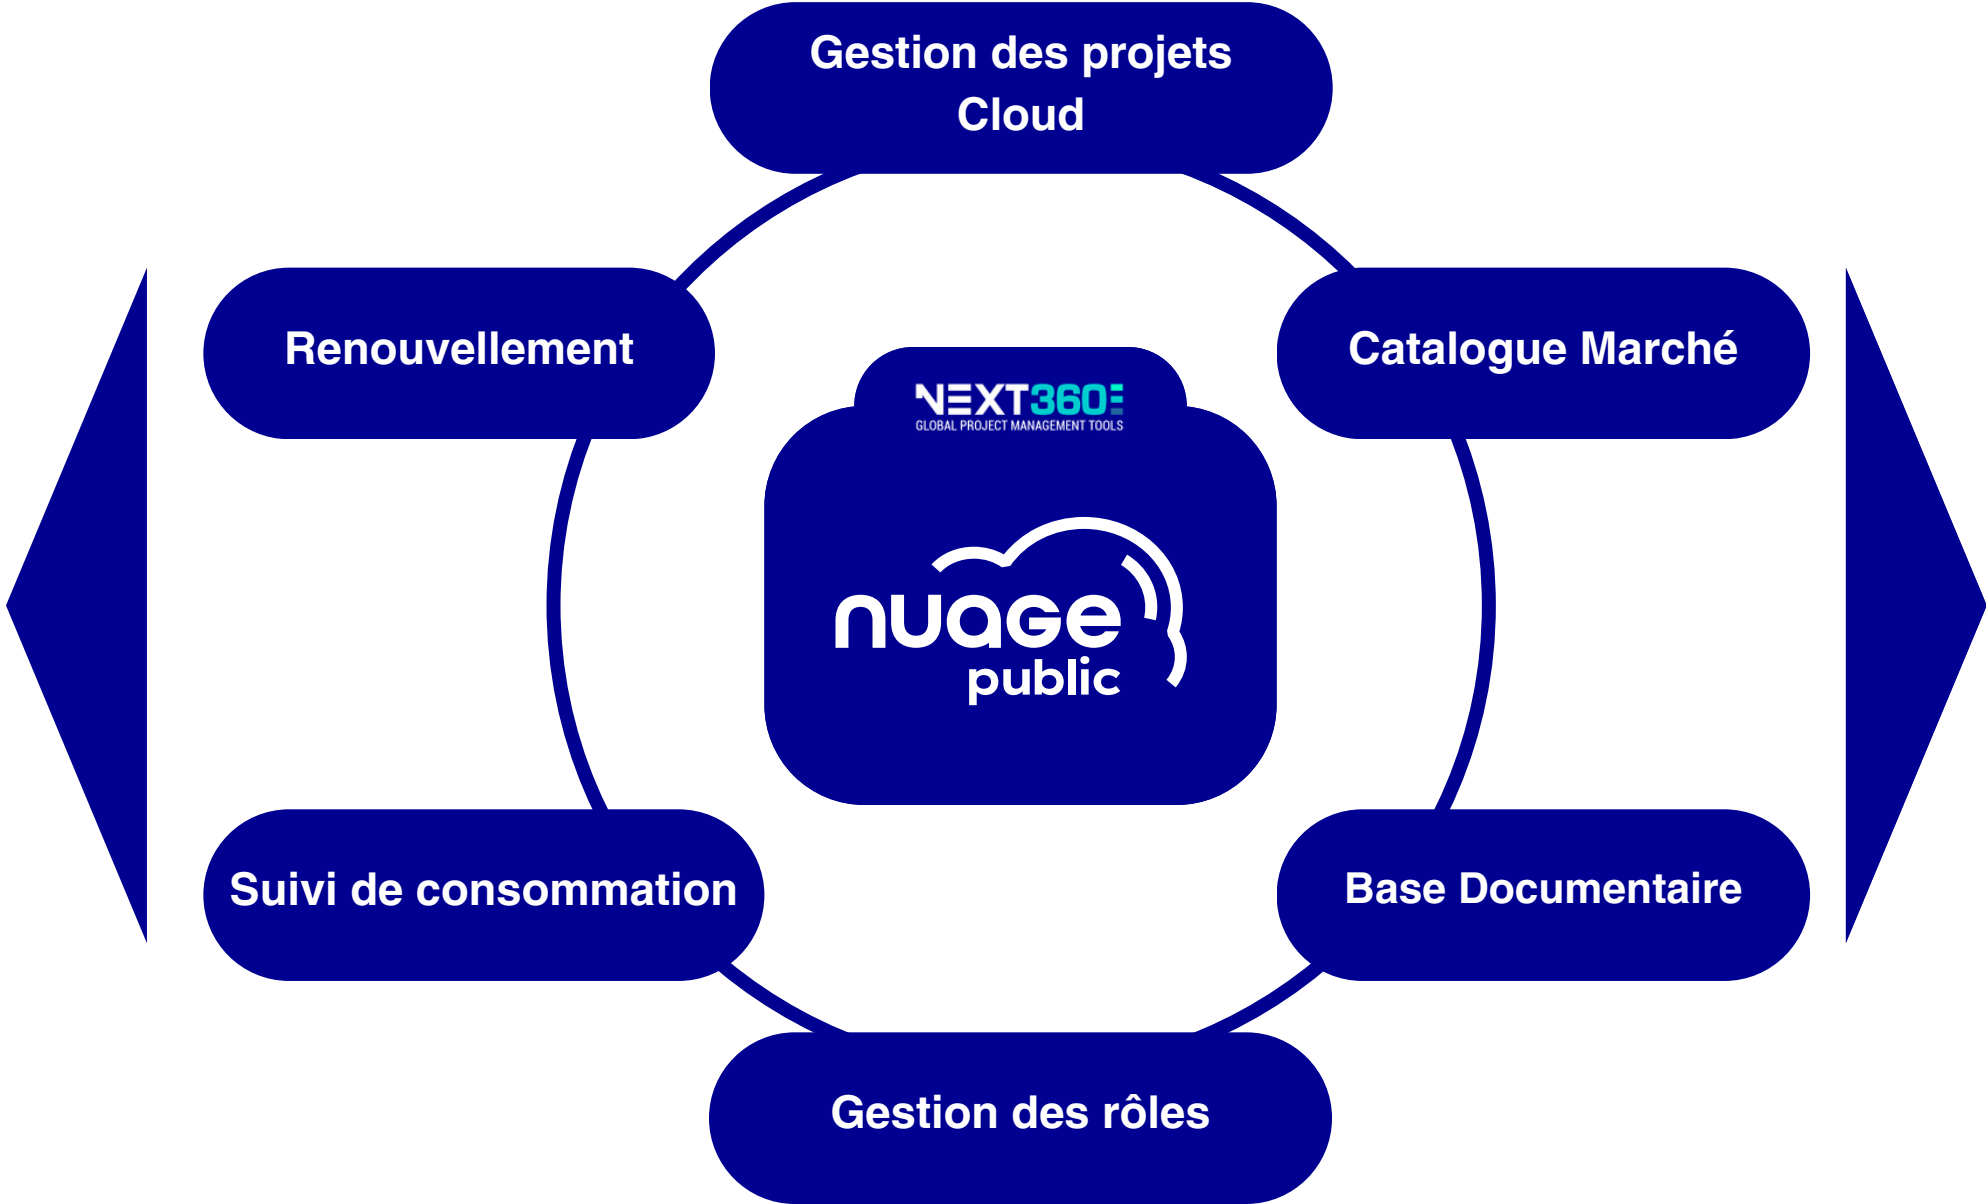 Gestion des projets
Cloud
Renouvellement
Catalogue Marché
NEXT360
GLOBAL PROJECT MANAGEMENT TOOLS
nuage
public
Suivi de consommation
Base Documentaire
Gestion des rôles